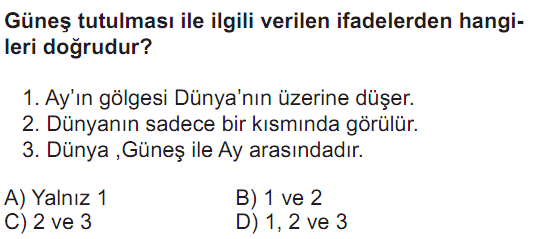 Güneş tutulması ile ilgili verilen ifadelerden hangi-
leri doğrudur?
1. Ay’ın gölgesi Dünya’nın üzerine düşer.
2. Dünyanın sadece bir kısmında görülür.
3. Dünya ,Güneş ile Ay arasındadır.
A) Yalnız 1 B) 1 ve 2
C) 2 ve 3 D) 1, 2 ve 3